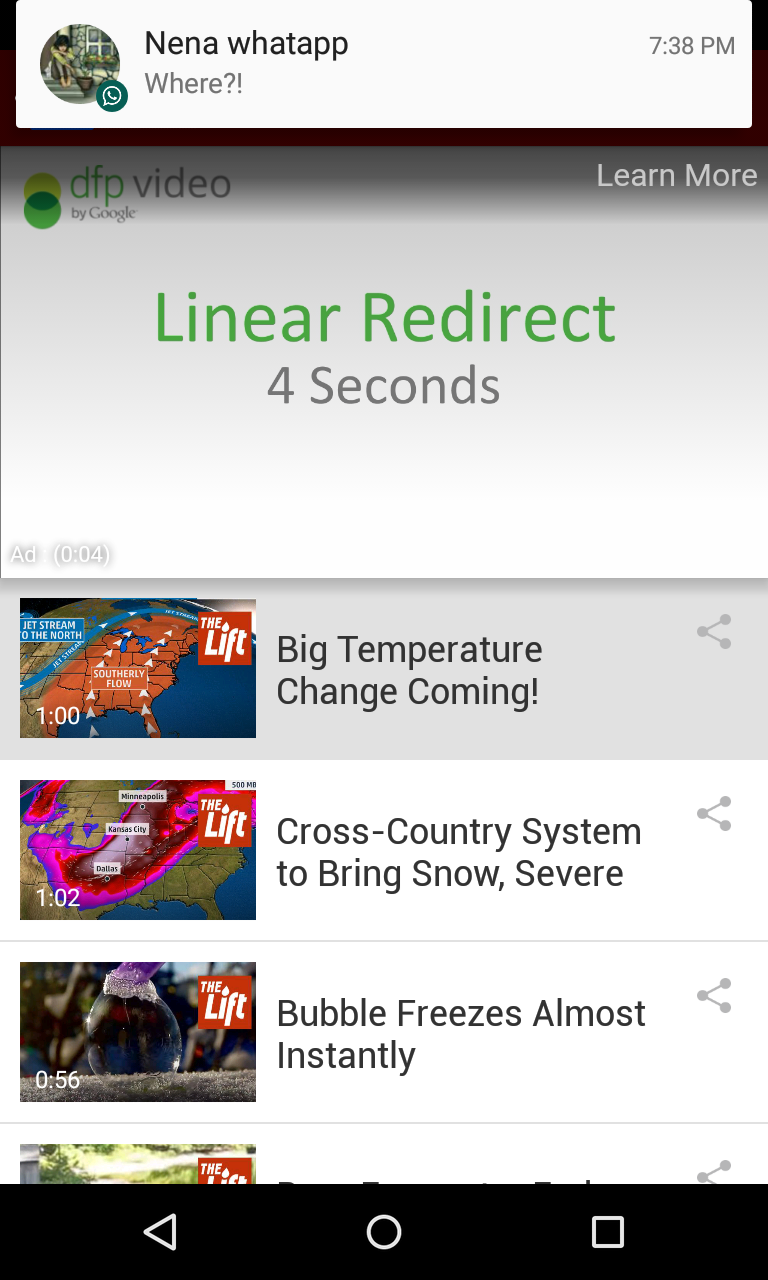 Nena whatapp
7:38 PM
Where?!
dfp video
by Google
Learn More
Linear Redirect
4 Seconds
Ad : (0:04)
JET STREAM
TO THE NORTH
JET STREAM
JET STREAM
SOUTHERLY
FLOW
THE
Lift
1:00
Big Temperature
Change Coming!
500 MB
Minneapolis
Kansas City
Dallas
THE
Lift
1:02
Cross-Country System
to Bring Snow, Severe
THE
Lift
0:56
Bubble Freezes Almost
Instantly
THE
Lift